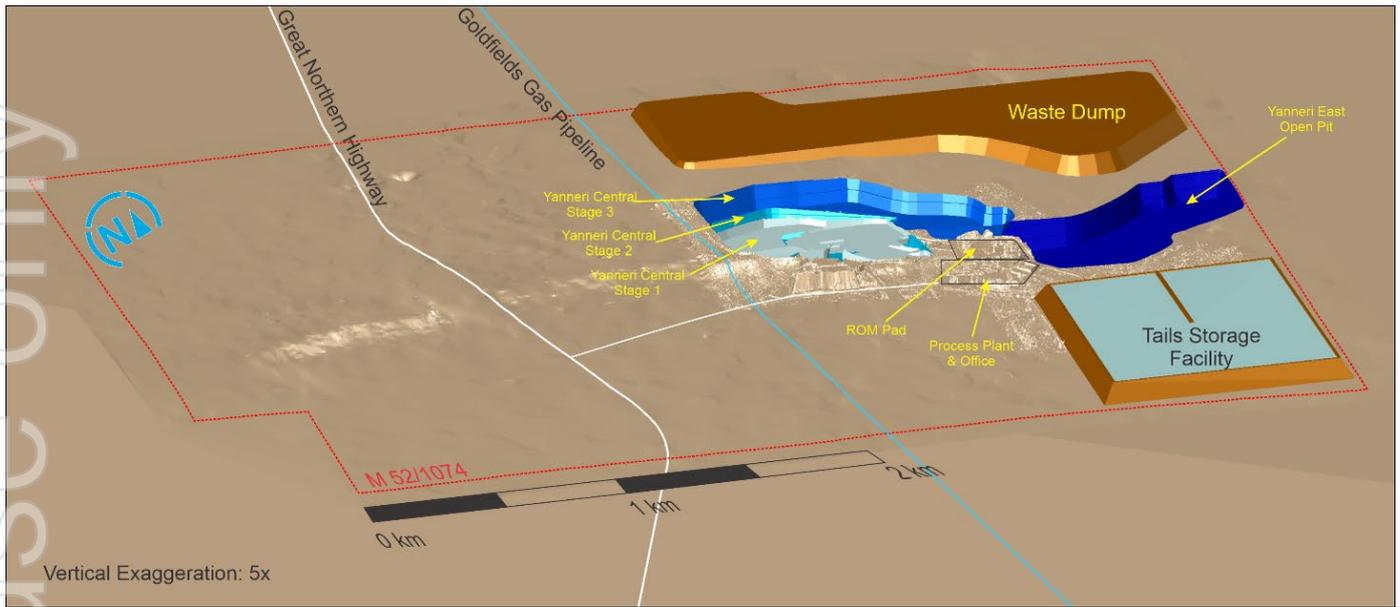 Great Northern Highway
Goldfields Gas Pipeline
Waste Dump
Yanneri East
Open Pit
Yanneri Central
Stage 3
Yanneri Central
Stage 2
Yanneri Central
Stage 1
N
ROM Pad
Process Plant
& Office
Tails Storage
Facility
M 52/1074
0 km
1 km
2 km
Vertical Exaggeration: 5x
use only